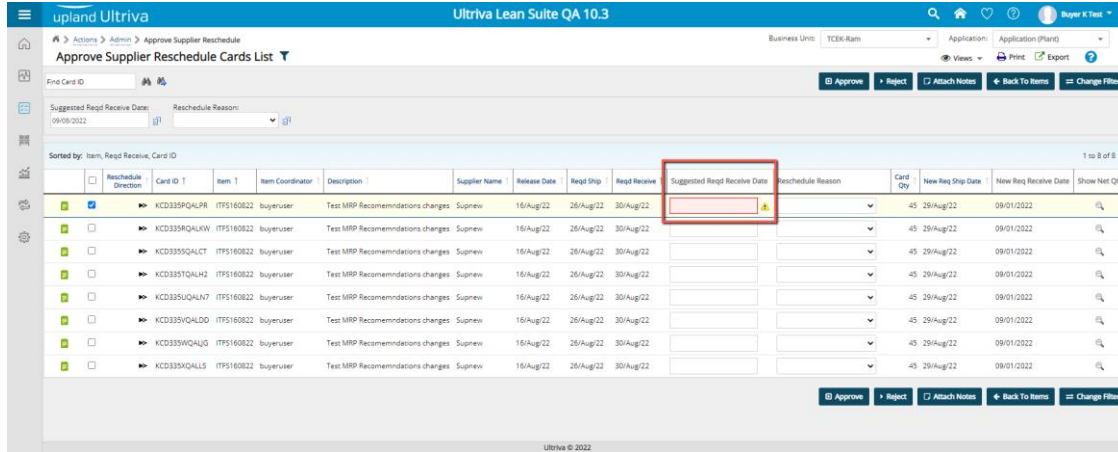 upland Ultriva
Ultriva Lean Suite QA 10.3
Buyer K Test
Actions > Admin > Approve Supplier Reschedule
Business Unit: TCEK-Ram
Application: Application (Plant)
Approve Supplier Reschedule Cards List
Views Print Export
Find Card ID
Approve Reject Attach Notes Back To Items Change Filter
Suggested Reqd Receive Date: Reschedule Reason:
09/08/2022
Sorted by: Item, Reqd Receive, Card ID
1 to 8 of 8
Reschedule Direction Card ID Item Item Coordinator Description Supplier Name Release Date Reqd Ship Reqd Receive Suggested Reqd Receive Date Reschedule Reason Card Qty New Req Ship Date New Req Receive Date Show Net Qt
KCD335PQALPR ITFS160822 buyeruser Test MRP Recomemndations changes Supnew 16/Aug/22 26/Aug/22 30/Aug/22 45 29/Aug/22 09/01/2022
KCD335RQALKW ITFS160822 buyeruser Test MRP Recomemndations changes Supnew 16/Aug/22 26/Aug/22 30/Aug/22 45 29/Aug/22 09/01/2022
KCD335SQALCT ITFS160822 buyeruser Test MRP Recomemndations changes Supnew 16/Aug/22 26/Aug/22 30/Aug/22 45 29/Aug/22 09/01/2022
KCD335TQALH2 ITFS160822 buyeruser Test MRP Recomemndations changes Supnew 16/Aug/22 26/Aug/22 30/Aug/22 45 29/Aug/22 09/01/2022
KCD335UQALN7 ITFS160822 buyeruser Test MRP Recomemndations changes Supnew 16/Aug/22 26/Aug/22 30/Aug/22 45 29/Aug/22 09/01/2022
KCD335VQALDD ITFS160822 buyeruser Test MRP Recomemndations changes Supnew 16/Aug/22 26/Aug/22 30/Aug/22 45 29/Aug/22 09/01/2022
KCD335WQALJG ITFS160822 buyeruser Test MRP Recomemndations changes Supnew 16/Aug/22 26/Aug/22 30/Aug/22 45 29/Aug/22 09/01/2022
KCD335XQALLS ITFS160822 buyeruser Test MRP Recomemndations changes Supnew 16/Aug/22 26/Aug/22 30/Aug/22 45 29/Aug/22 09/01/2022
Approve Reject Attach Notes Back To Items Change Filter
Ultriva © 2022